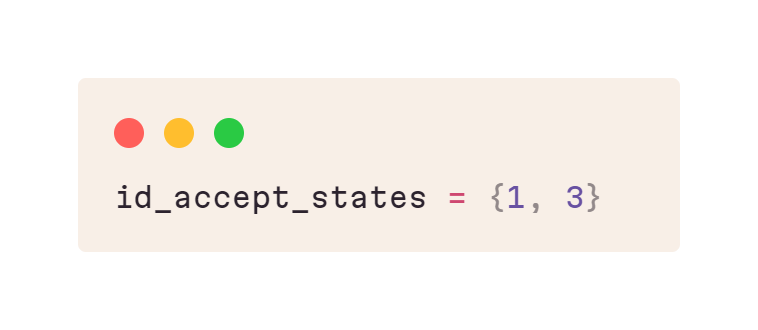 id_accept_states = {1, 3}